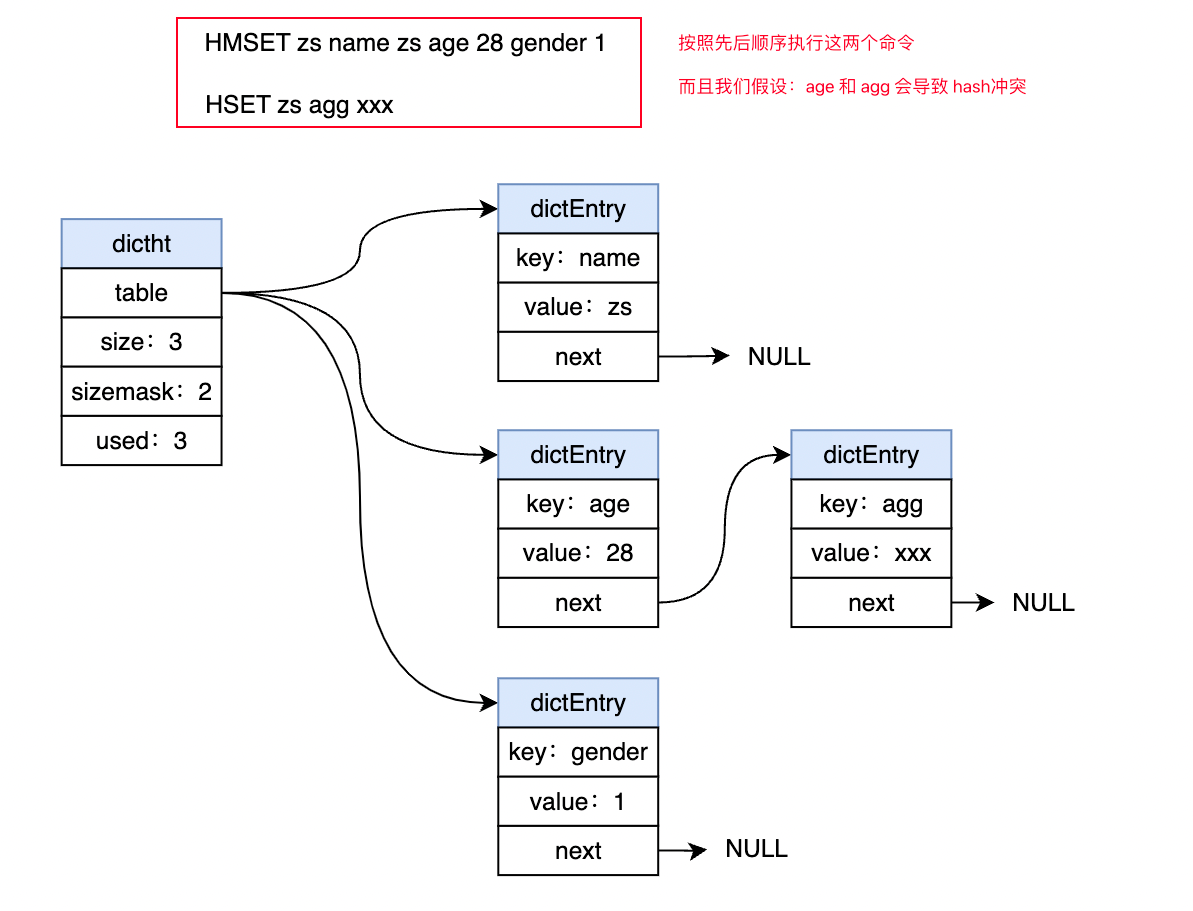 HMSET zs name zs age 28 gender 1
HSET zs agg xxx
按照先后顺序执行这两个命令
而且我们假设：age 和 agg 会导致 hash冲突
dictht
table
size：3
sizemask：2
used：3
dictEntry
key：name
value：zs
next
NULL
dictEntry
key：age
value：28
next
dictEntry
key：agg
value：xxx
next
NULL
dictEntry
key：gender
value：1
next
NULL